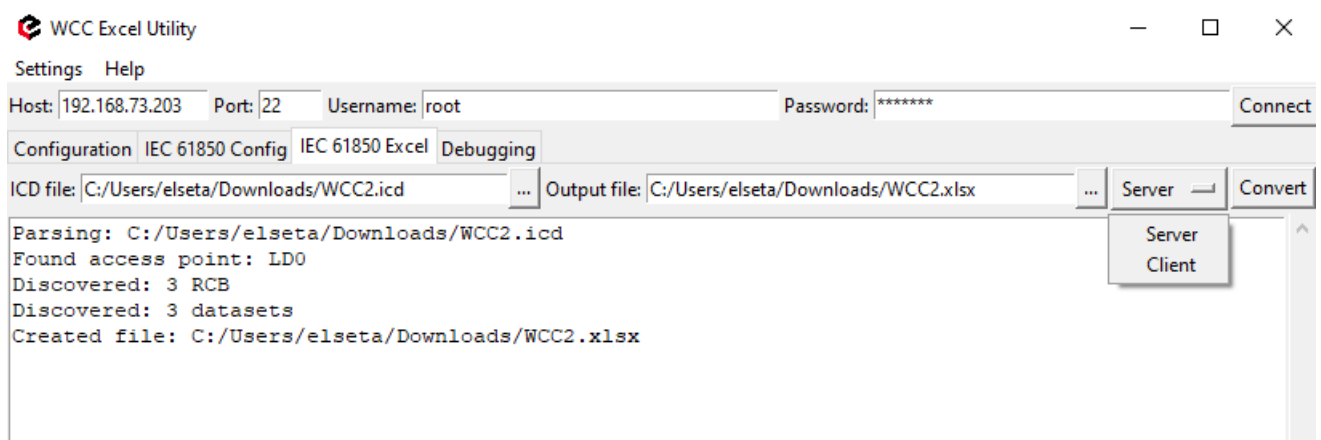 WCC Excel Utility
Settings Help
Host: 192.168.73.203 Port: 22 Username: root Password: ******* Connect
Configuration IEC 61850 Config IEC 61850 Excel Debugging
ICD file: C:/Users/elseta/Downloads/WCC2.icd ... Output file: C:/Users/elseta/Downloads/WCC2.xlsx ... Server Convert
Parsing: C:/Users/elseta/Downloads/WCC2.icd
Server
Found access point: LD0
Client
Discovered: 3 RCB
Discovered: 3 datasets
Created file: C:/Users/elseta/Downloads/WCC2.xlsx